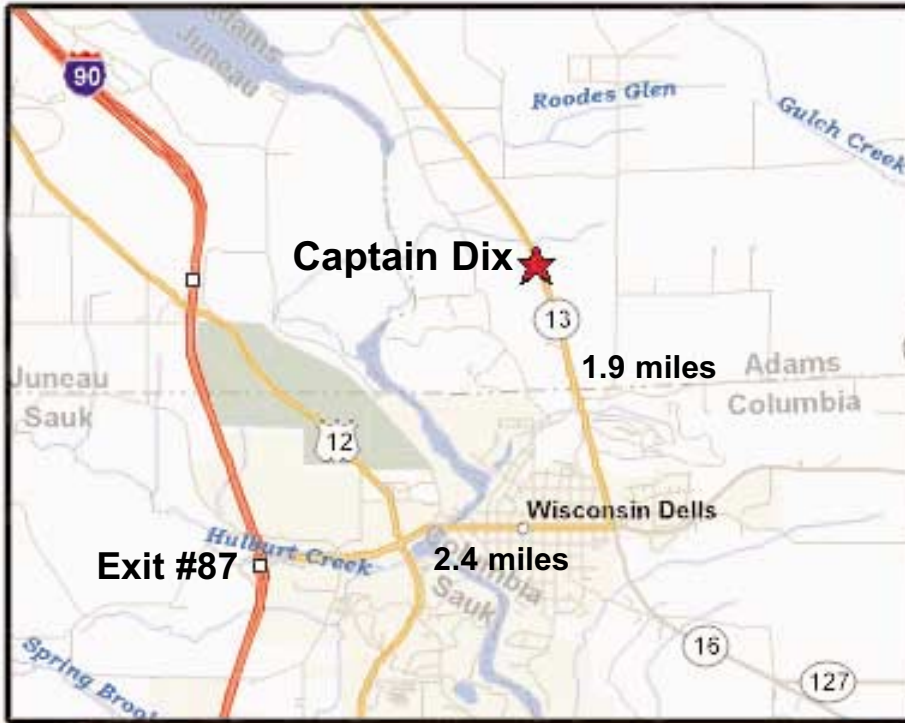 Adams
Juneau
90
Roodes Glen
Gulch Creek
Captain Dix
13
1.9 miles
Juneau
Sauk
Adams
Columbia
12
Wisconsin Dells
Hulburt Creek
2.4 miles
Exit #87
Columbia
Sauk
Spring Brook
16
127